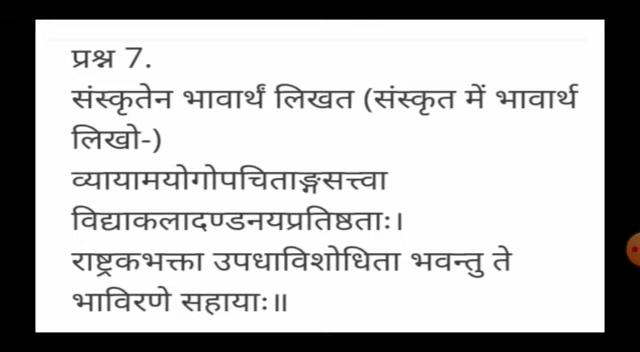 प्रश्न 7.
संस्कृतेन भावार्थं लिखत (संस्कृत में भावार्थ
लिखो-)
व्यायामयोगोपचिताङ्गसत्त्वा
विद्याकलादण्डनयप्रतिष्ठताः।
राष्ट्रकभक्ता उपधाविशोधिता भवन्तु ते
भाविरणे सहायाः॥